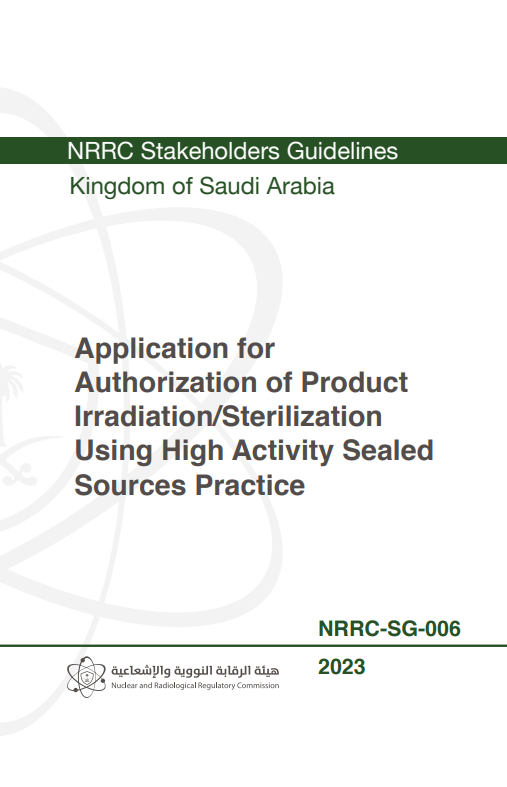 NRRC Stakeholders Guidelines
Kingdom of Saudi Arabia
Application for
Authorization of Product
Irradiation/Sterilization
Using High Activity Sealed
Sources Practice
NRRC-SG-006
2023
هيئة الرقابة النووية والإشعاعية
Nuclear and Radiological Regulatory Commission